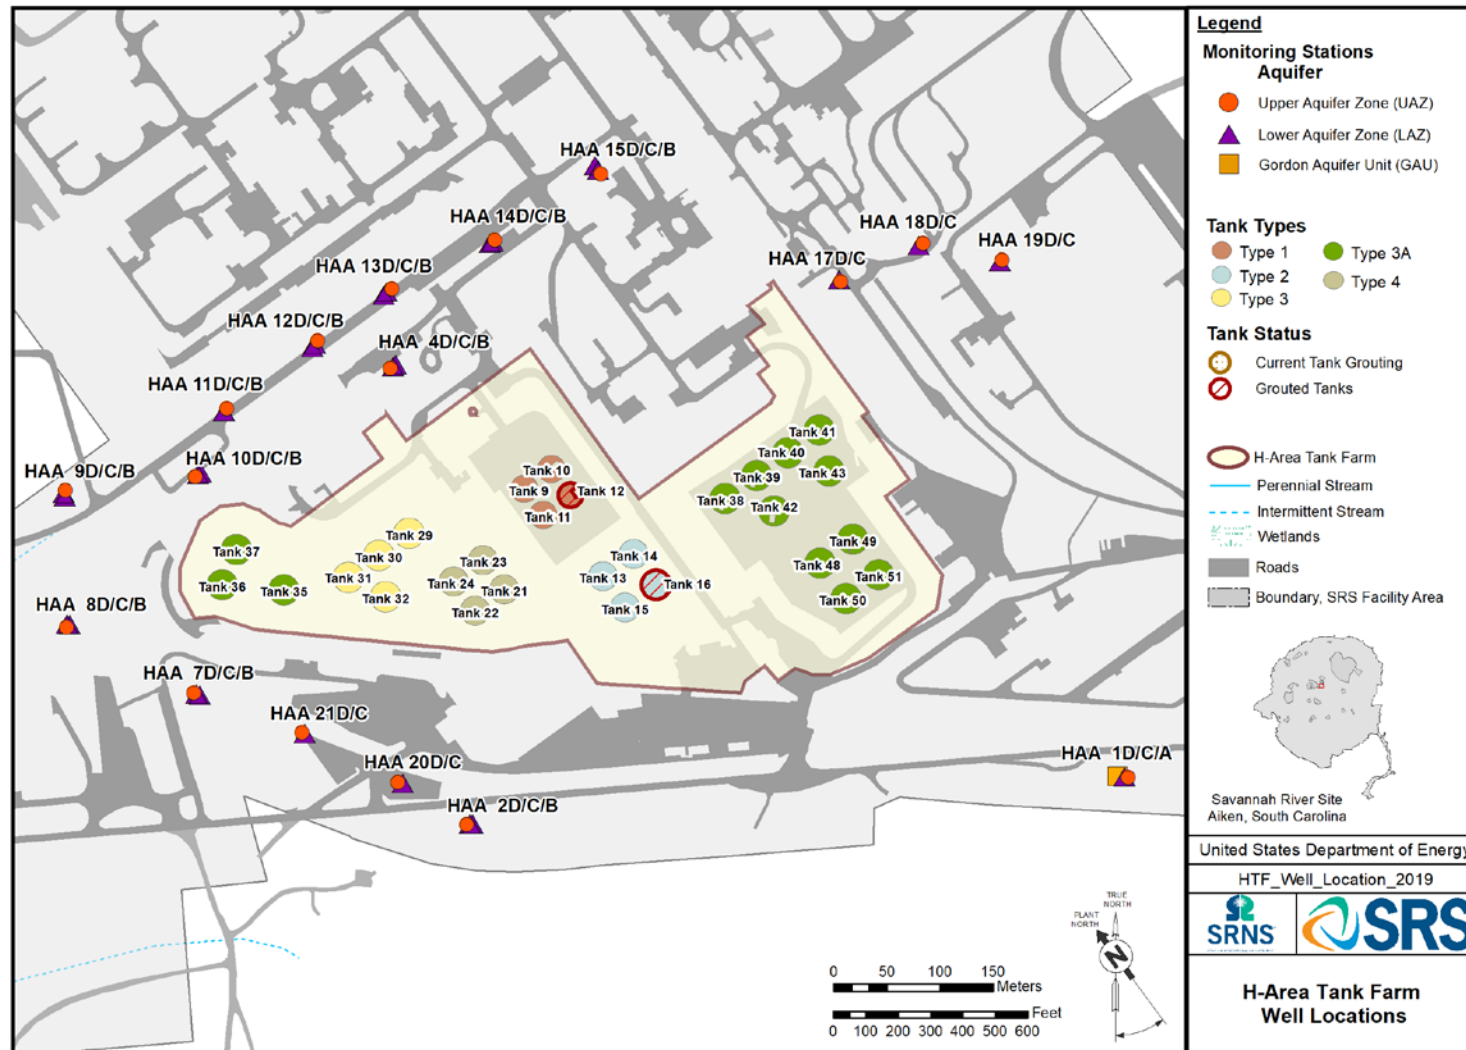 HAA 15D/C/B
HAA 14D/C/B
HAA 18D/C
HAA 19D/C
HAA 17D/C
HAA 13D/C/B
HAA 12D/C/B
HAA 4D/C/B
HAA 11D/C/B
HAA 10D/C/B
HAA 9D/C/B
HAA 8D/C/B
HAA 7D/C/B
HAA 21D/C
HAA 20D/C
HAA 2D/C/B
HAA 1D/C/A
Tank 41
Tank 40
Tank 43
Tank 39
Tank 38
Tank 42
Tank 10
Tank 9
Tank 12
Tank 11
Tank 29
Tank 30
Tank 31
Tank 32
Tank 37
Tank 36
Tank 35
Tank 23
Tank 24
Tank 21
Tank 22
Tank 14
Tank 13
Tank 16
Tank 15
Tank 49
Tank 48
Tank 51
Tank 50
TRUE
NORTH
PLANT
NORTH
N
0 50 100 150
Meters
Feet
0 100 200 300 400 500 600
Legend
Monitoring Stations
Aquifer
Upper Aquifer Zone (UAZ)
Lower Aquifer Zone (LAZ)
Gordon Aquifer Unit (GAU)
Tank Types
Type 1
Type 2
Type 3
Type 3A
Type 4
Tank Status
Current Tank Grouting
Grouted Tanks
H-Area Tank Farm
Perennial Stream
Intermittent Stream
Wetlands
Roads
Boundary, SRS Facility Area
Savannah River Site
Aiken, South Carolina
United States Department of Energy
HTF_Well_Location_2019
SRNS
SRS
H-Area Tank Farm
Well Locations